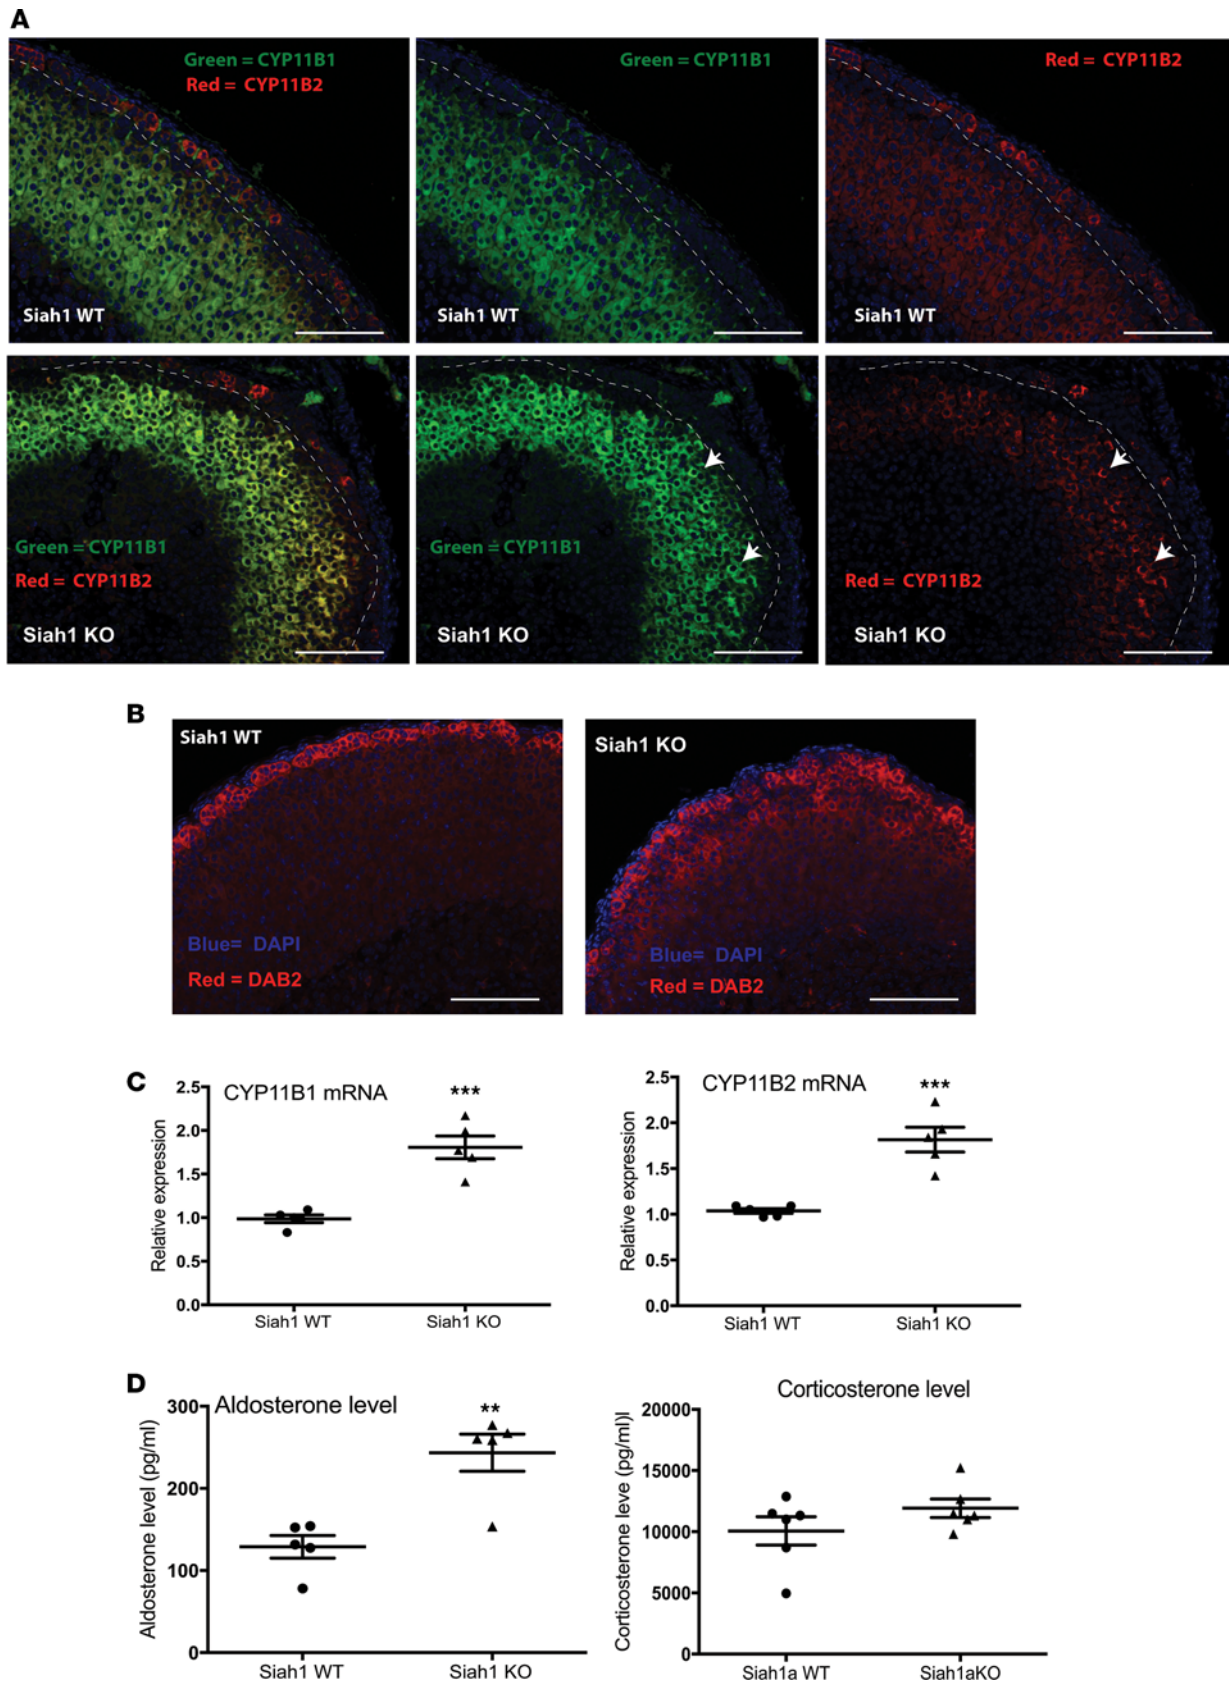 A
Green = CYP11B1
Red = CYP11B2
Siah1 WT
Green = CYP11B1
Siah1 WT
Red = CYP11B2
Siah1 WT
Green = CYP11B1
Red = CYP11B2
Siah1 KO
Green = CYP11B1
Siah1 KO
Red = CYP11B2
Siah1 KO
B
Siah1 WT
Blue= DAPI
Red = DAB2
Siah1 KO
Blue= DAPI
Red = DAB2
C
CYP11B1 mRNA
***
Relative expression
2.5
2.0
1.5
1.0
0.5
0.0
Siah1 WT
Siah1 KO
CYP11B2 mRNA
***
Relative expression
2.5
2.0
1.5
1.0
0.5
0.0
Siah1 WT
Siah1 KO
D
Aldosterone level
**
Aldosterone level (pg/ml)
300
200
100
0
Siah1 WT
Siah1 KO
Corticosterone level
Corticosterone leve (pg/ml)l
20000
15000
10000
5000
0
Siah1a WT
Siah1aKO